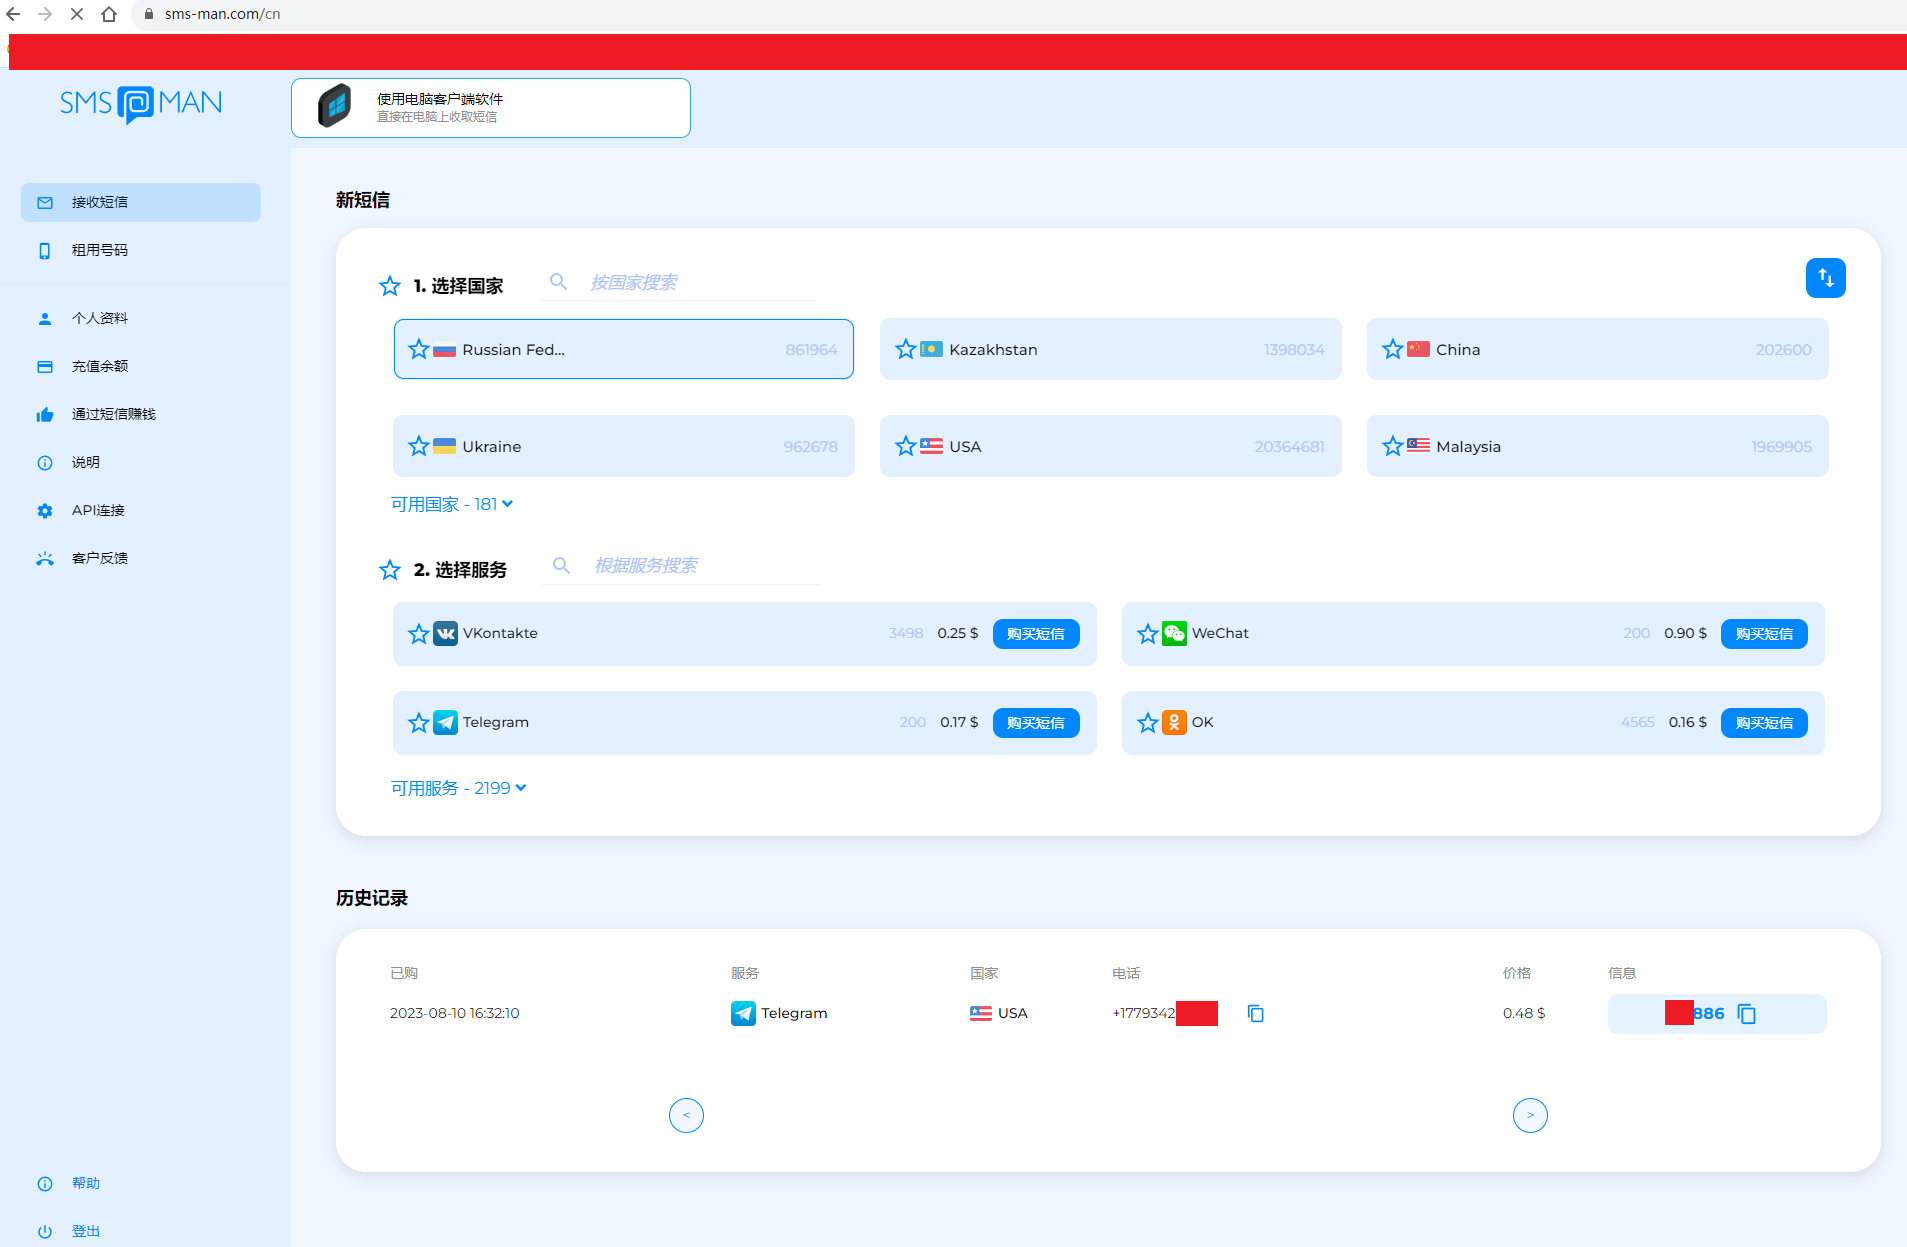 sms-man.com/cn
SMS MAN
使用电脑客户端软件
直接在电脑上收取短信
接收短信
租用号码
个人资料
充值余额
通过短信赚钱
说明
API连接
客户反馈
帮助
登出
新短信
1. 选择国家 按国家搜索
Russian Fed... 861964
Kazakhstan 1398034
China 202600
Ukraine 962678
USA 20364681
Malaysia 1969905
可用国家 - 181
2. 选择服务 根据服务搜索
VKontakte 3498 0.25 $ 购买短信
WeChat 200 0.90 $ 购买短信
Telegram 200 0.17 $ 购买短信
OK 4565 0.16 $ 购买短信
可用服务 - 2199
历史记录
已购 服务 国家 电话 价格 信息
2023-08-10 16:32:10 Telegram USA +1779342 0.48 $ 886
< >